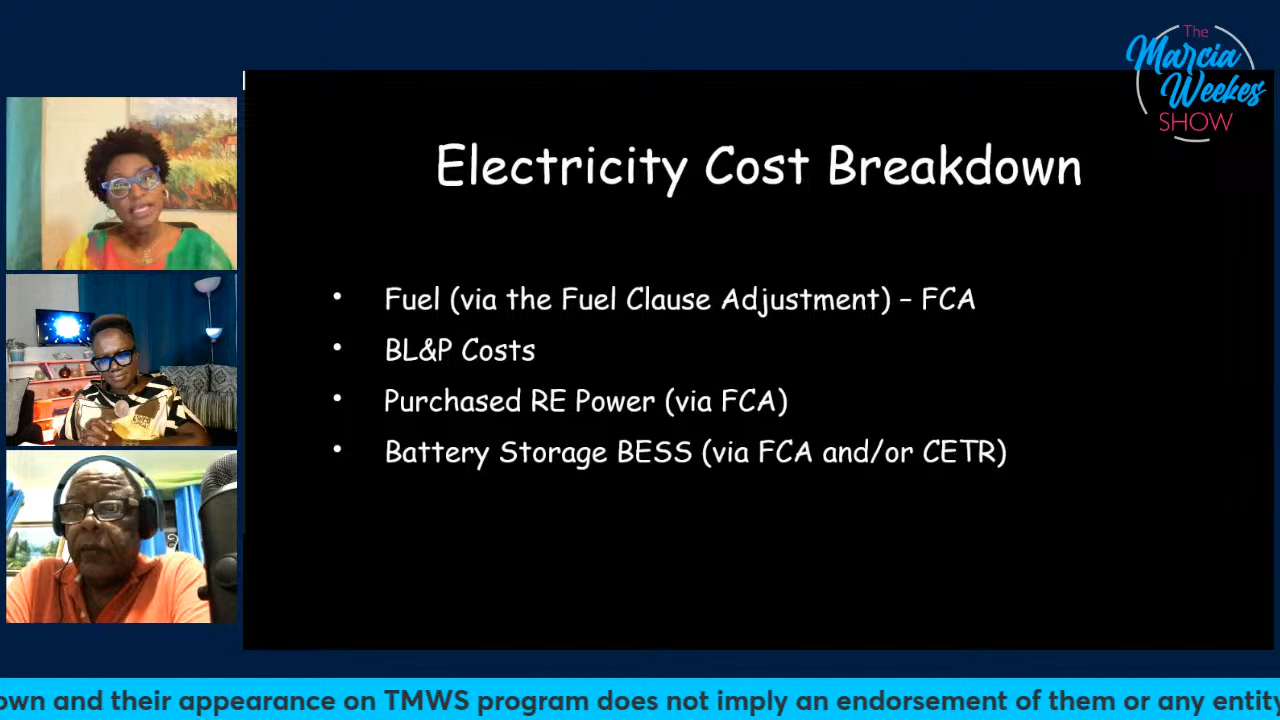 The
Marcia
Weekes
SHOW
Electricity Cost Breakdown
• Fuel (via the Fuel Clause Adjustment) – FCA
• BL&P Costs
• Purchased RE Power (via FCA)
• Battery Storage BESS (via FCA and/or CETR)
own and their appearance on TMWS program does not imply an endorsement of them or any entity